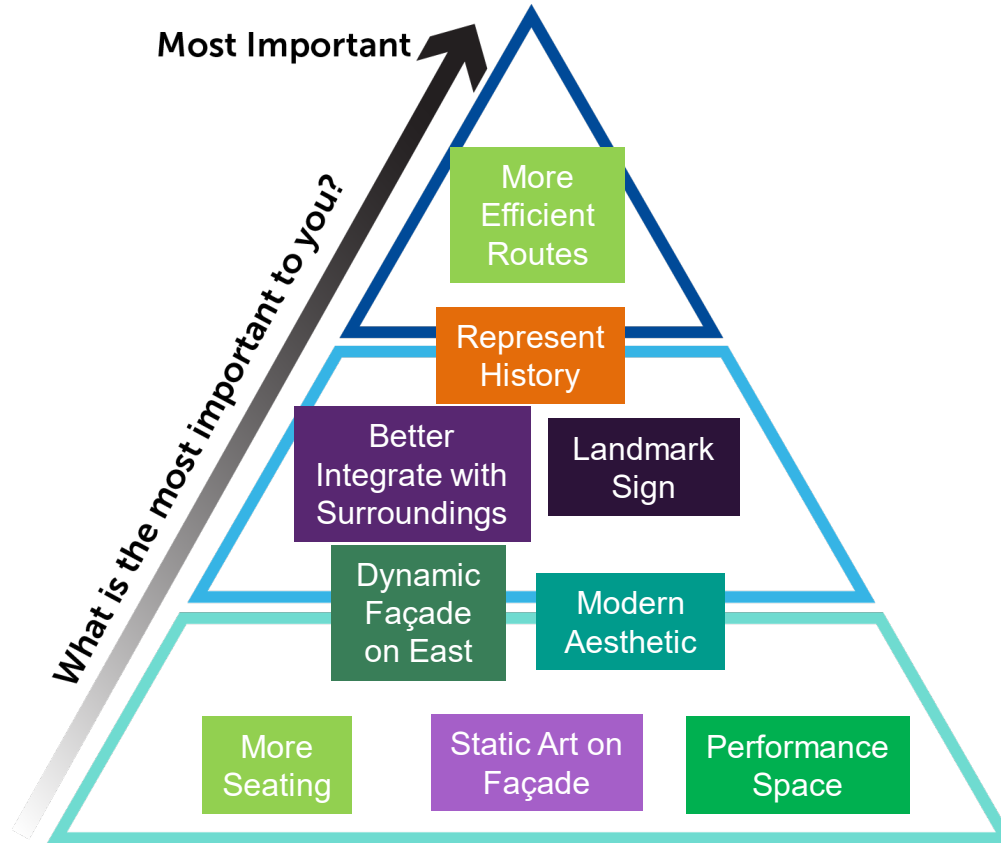 Most Important
What is the most important to you?
More
Efficient
Routes
Represent
History
Better
Integrate with
Surroundings
Landmark
Sign
Dynamic
Façade
on East
Modern
Aesthetic
More
Seating
Static Art on
Façade
Performance
Space